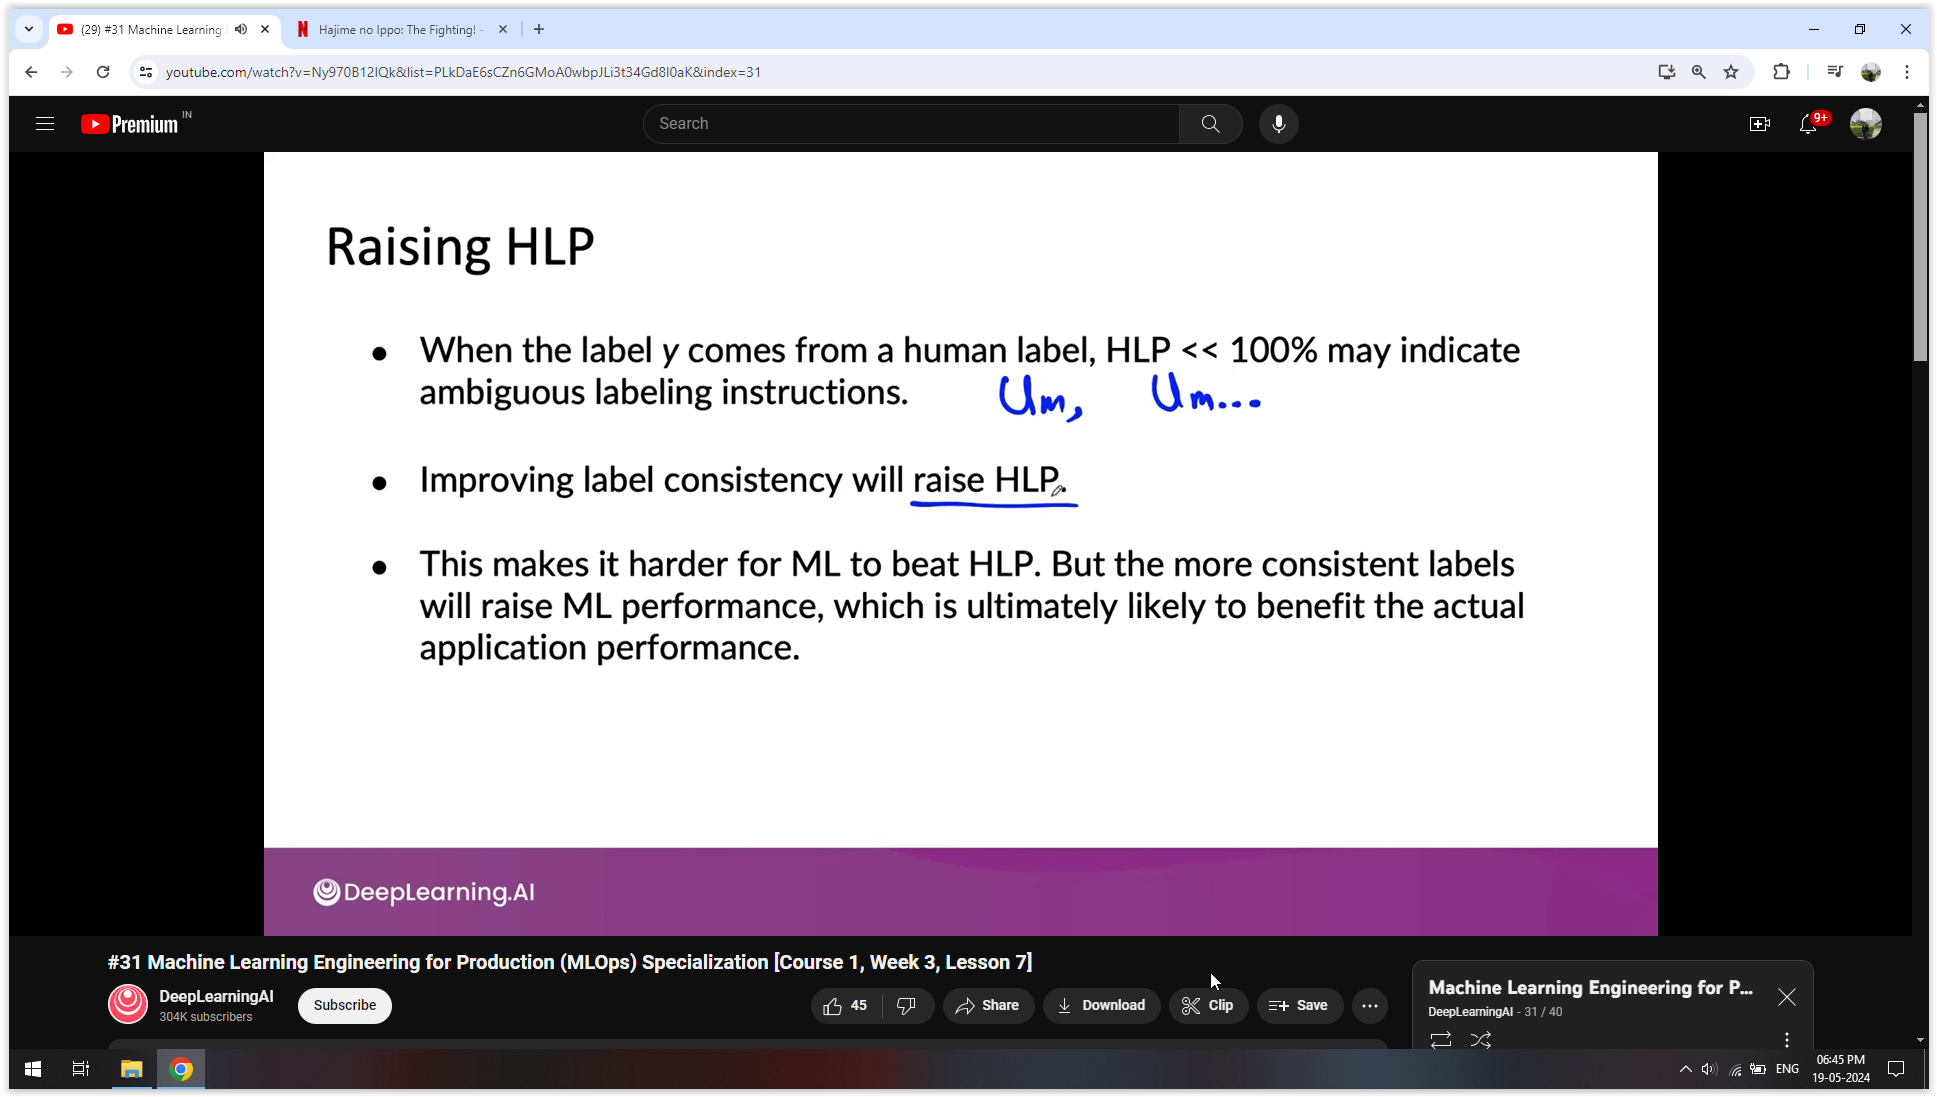 (29) #31 Machine Learning
Hajime no Ippo: The Fighting! -
youtube.com/watch?v=Ny970B12IQk&list=PLkDaE6sCZn6GMoA0wbpJLi3t34Gd8l0aK&index=31
Premium IN
Search
9+
Raising HLP
• When the label y comes from a human label, HLP << 100% may indicate
ambiguous labeling instructions.
Um, Um...
• Improving label consistency will raise HLP.
• This makes it harder for ML to beat HLP. But the more consistent labels
will raise ML performance, which is ultimately likely to benefit the actual
application performance.
DeepLearning.AI
#31 Machine Learning Engineering for Production (MLOps) Specialization [Course 1, Week 3, Lesson 7]
DeepLearningAI
304K subscribers
Subscribe
45
Share
Download
Clip
Save
Machine Learning Engineering for P...
DeepLearningAI - 31 / 40
ENG
06:45 PM
19-05-2024